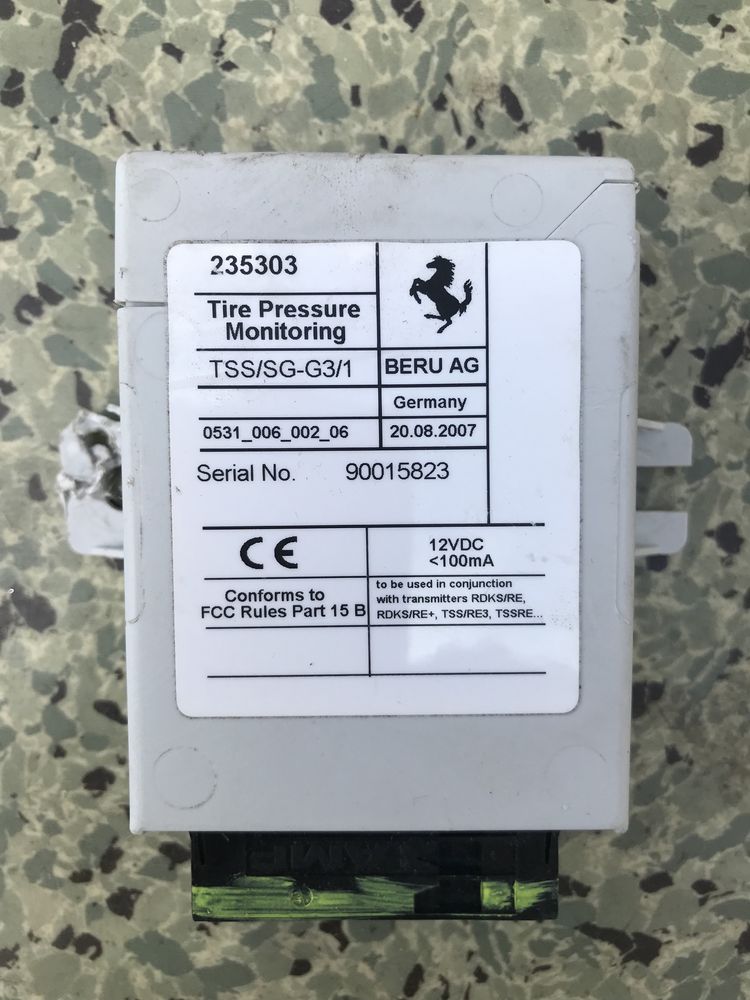 235303
Tire Pressure
Monitoring
TSS/SG-G3/1
BERU AG
Germany
0531_006_002_06
20.08.2007
Serial No. 90015823
CE
12VDC
<100mA
Conforms to
FCC Rules Part 15 B
to be used in conjunction
with transmitters RDKS/RE,
RDKS/RE+, TSS/RE3, TSSRE...
AMP